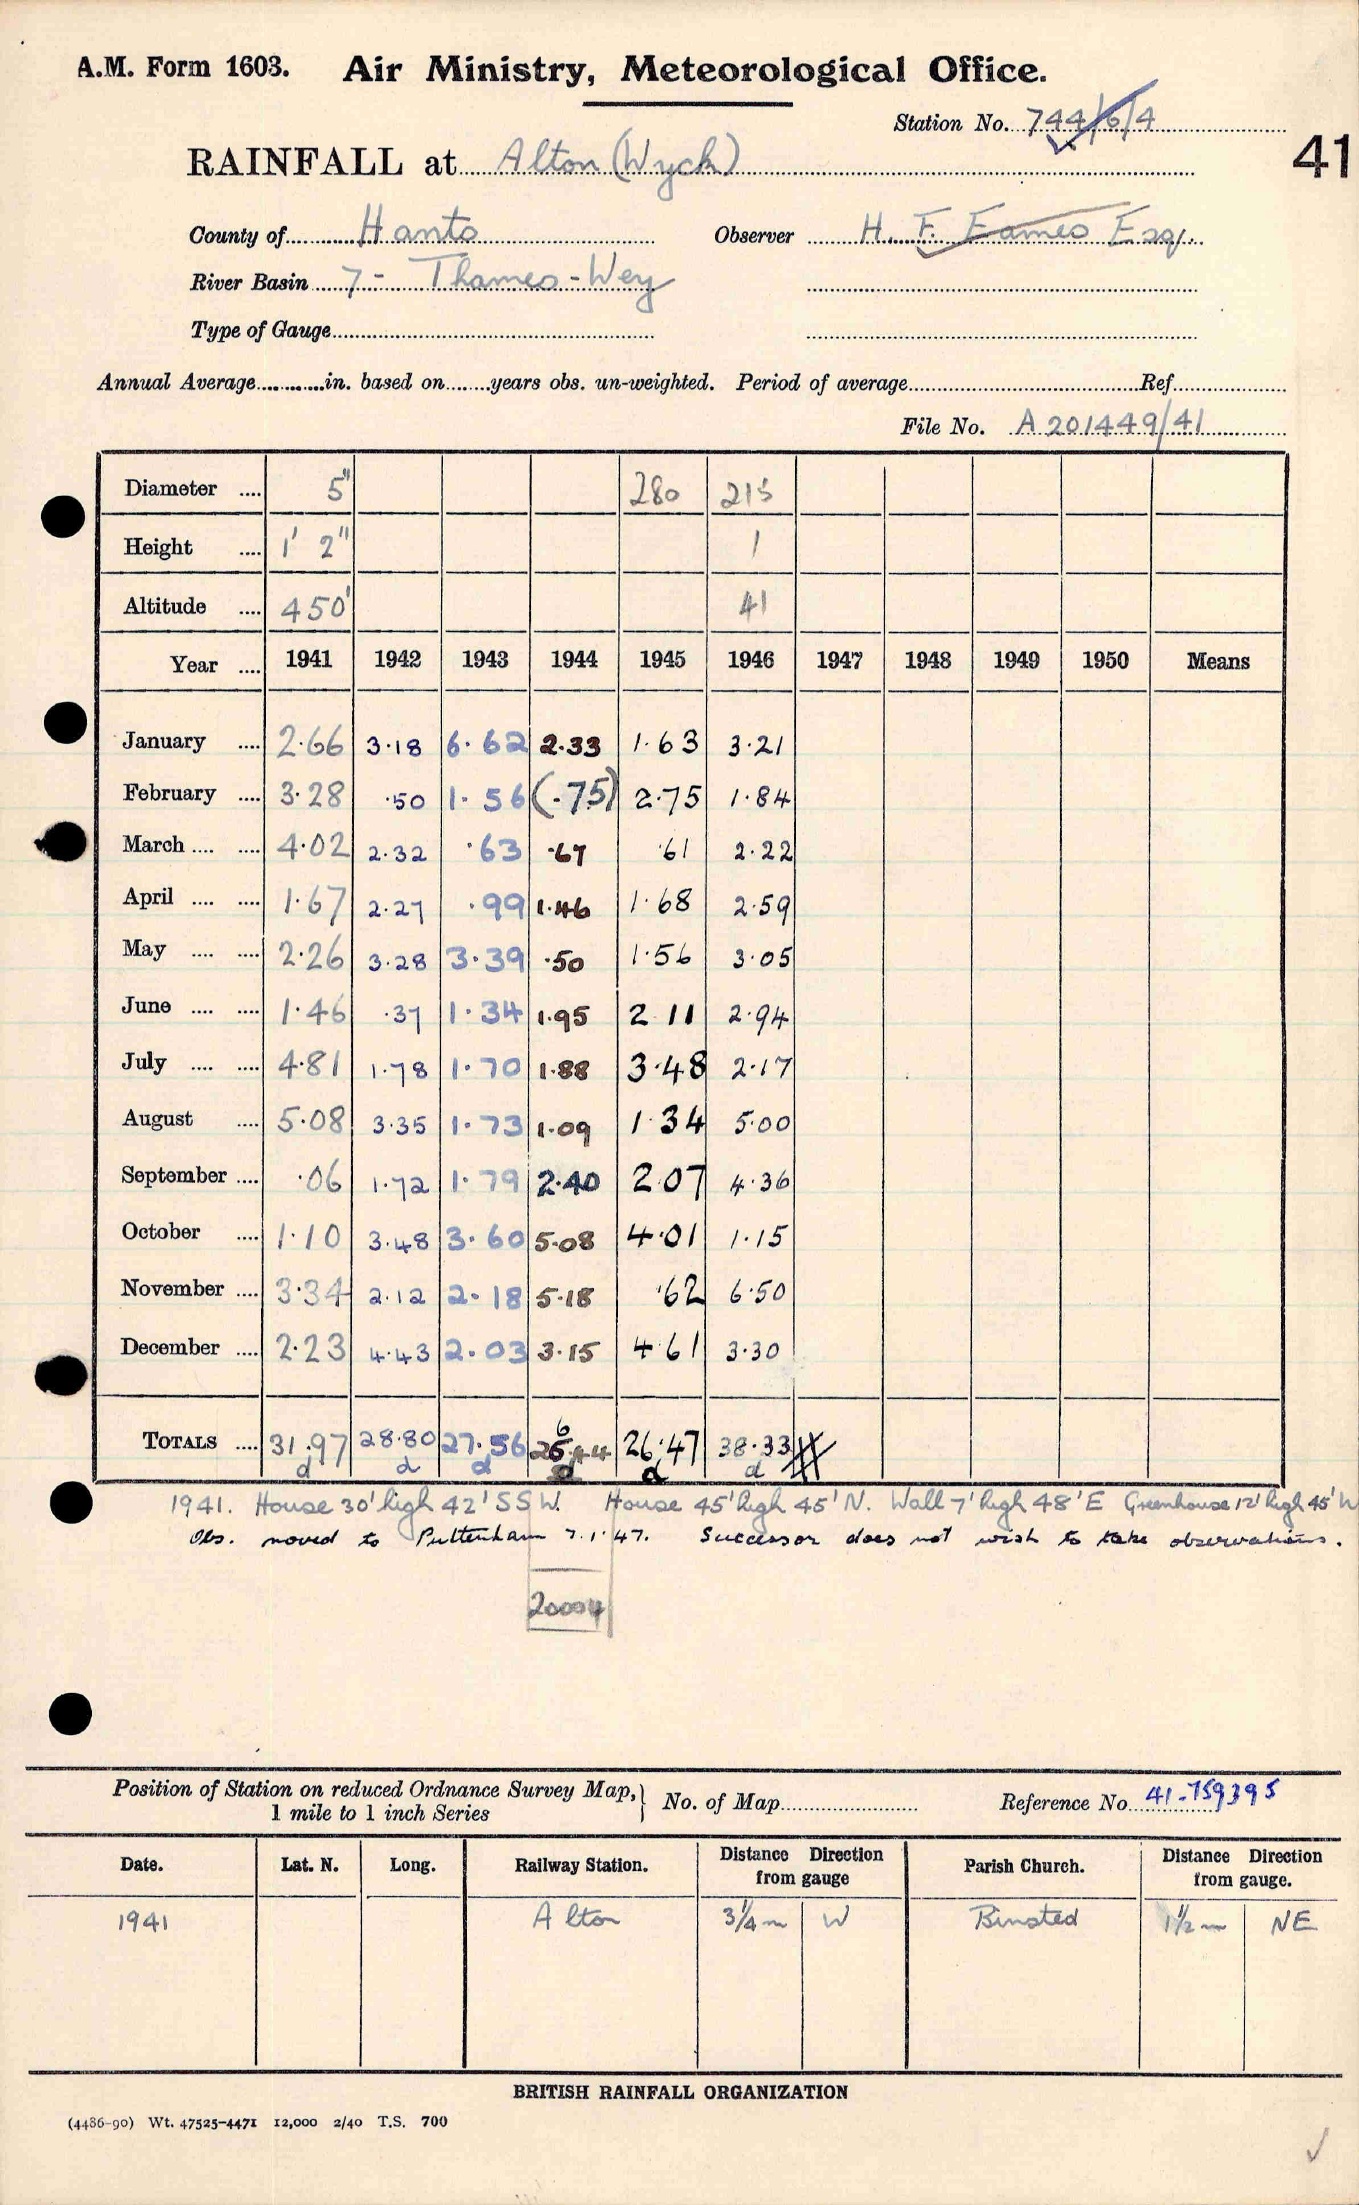 A.M. Form 1603. Air Ministry, Meteorological Office.
Station No. 744/6/4
41
RAINFALL at Alton (Wyck)
County of Hants Observer H. F. Eames Esq.
River Basin 7 - Thames - Wey
Type of Gauge
Annual Average in. based on years obs. un-weighted. Period of average Ref
File No. A 201449/41
Diameter .... 5" 280 215
Height .... 1' 2" 1
Altitude .... 450' 41
Year .... 1941 1942 1943 1944 1945 1946 1947 1948 1949 1950 Means
January .... 2.66 3.18 6.62 2.33 1.63 3.21
February .... 3.28 .50 1.56 (.75) 2.75 1.84
March .... .... 4.02 2.32 .63 .67 .61 2.22
April .... .... 1.67 2.27 .99 1.46 1.68 2.59
May .... .... 2.26 3.28 3.39 .50 1.56 3.05
June .... .... 1.46 .37 1.34 1.95 2 11 2.94
July .... .... 4.81 1.78 1.70 1.88 3.48 2.17
August .... 5.08 3.35 1.73 1.09 1 34 5.00
September .... .06 1.72 1.79 2.40 2 07 4.36
October .... 1.10 3.48 3.60 5.08 4.01 1.15
November .... 3.34 2.12 2.18 5.18 .62 6.50
December .... 2.23 4.43 2.03 3.15 4 61 3.30
6
TOTALS .... 31.97 28.80 27.56 25.44 26.47 38.33
d d d d d d
1941. House 30' high 42' SSW. House 45' high 45' N. Wall 7' high 48' E Greenhouse 12' high 45' W
Obs. moved to Puttenham 7.1.47. Successor does not wish to take observations.
20004
Position of Station on reduced Ordnance Survey Map, 1 mile to 1 inch Series } No. of Map Reference No. 41-759395
Date. Lat. N. Long. Railway Station. Distance Direction from gauge Parish Church. Distance Direction from gauge.
1941 Alton 3¼ m W Binsted 1½ m NE
BRITISH RAINFALL ORGANIZATION
(4486-90) Wt. 47525-4471 12,000 2/40 T.S. 700